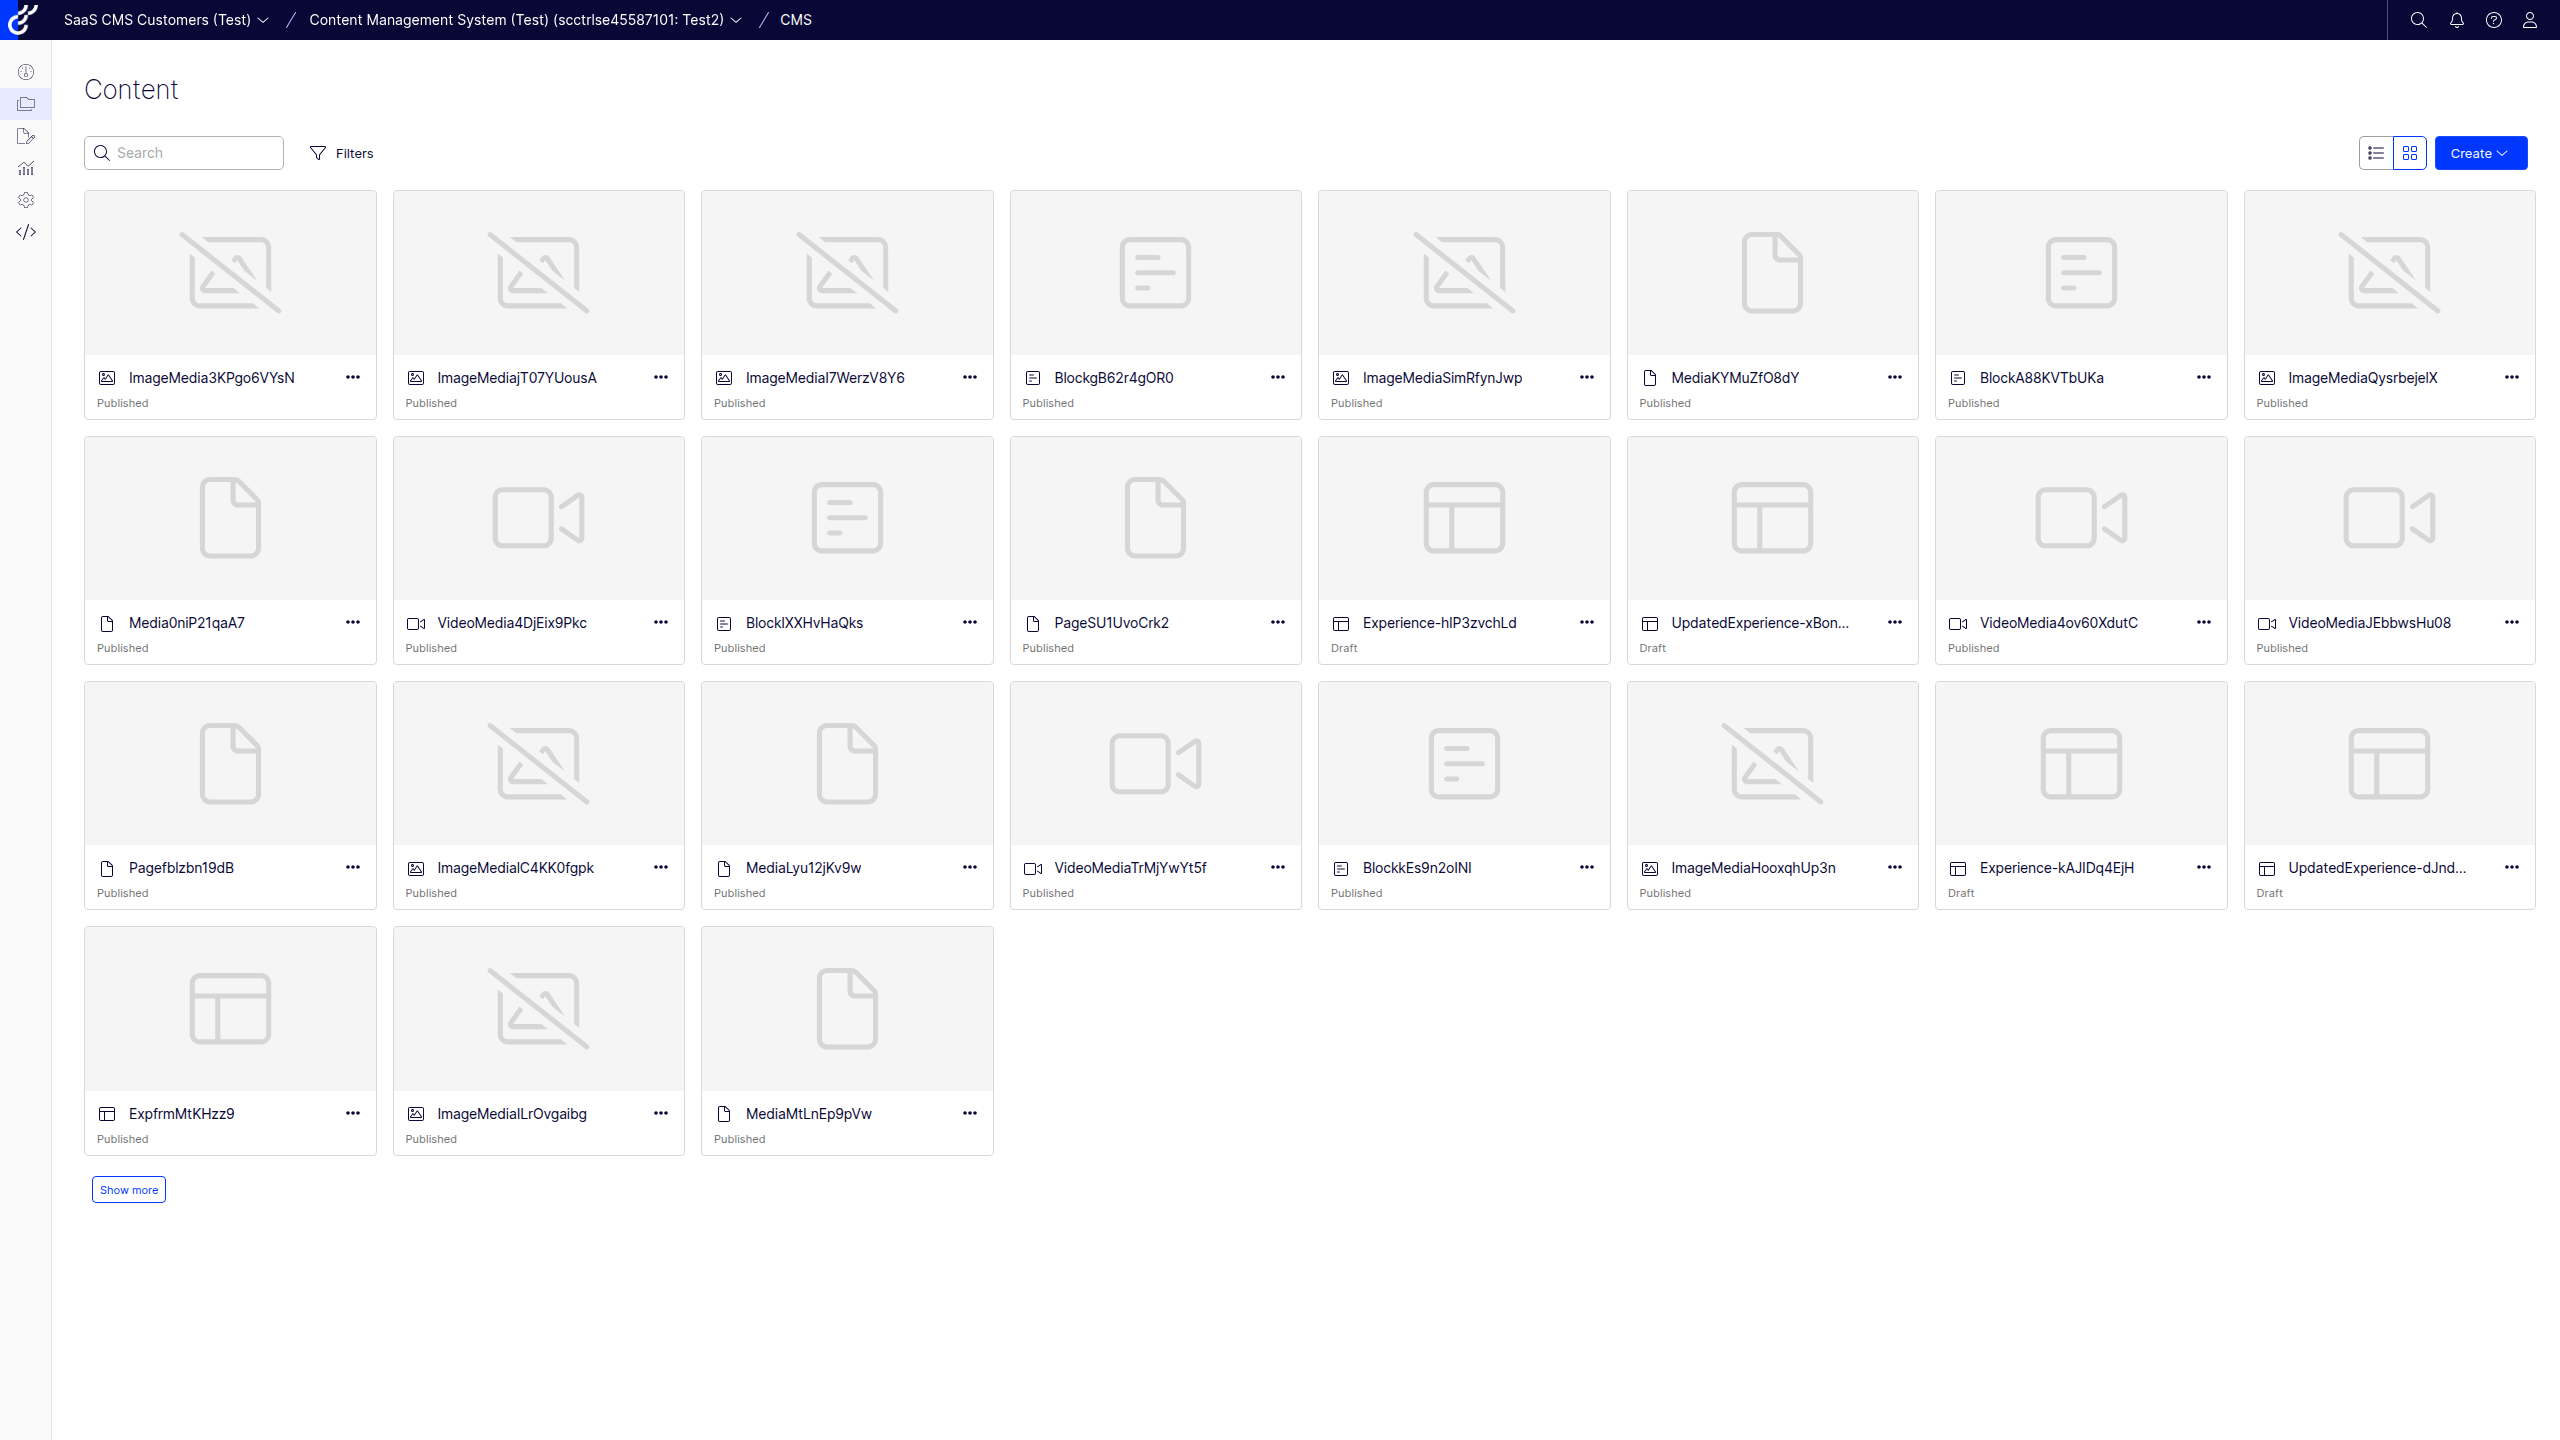 SaaS CMS Customers (Test) / Content Management System (Test) (scctrlse45587101: Test2) / CMS
Content
Search Filters Create
ImageMedia3KPgo6VYsN ImageMediajT07YUousA ImageMediaI7WerzV8Y6 BlockgB62r4gOR0 ImageMediaSimRfynJwp MediaKYMuZfO8dY BlockA88KVTbUKa ImageMediaQysrbejeIX
Published Published Published Published Published Published Published Published
Media0niP21qaA7 VideoMedia4DjEix9Pkc BlockIXXHvHaQks PageSU1UvoCrk2 Experience-hIP3zvchLd UpdatedExperience-xBon... VideoMedia4ov60XdutC VideoMediaJEbbwsHu08
Published Published Published Published Draft Draft Published Published
Pagefblzbn19dB ImageMediaIC4KK0fgpk MediaLyu12jKv9w VideoMediaTrMjYwYt5f BlockkEs9n2oINI ImageMediaHooxqhUp3n Experience-kAJIDq4EjH UpdatedExperience-dJnd...
Published Published Published Published Published Published Draft Draft
ExpfrmMtKHzz9 ImageMediaILrOvgaibg MediaMtLnEp9pVw
Published Published Published
Show more